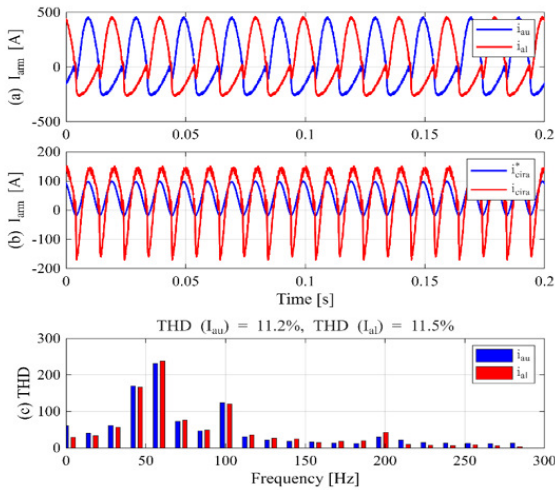 200
500
(a) I_arm [A]
0
-500
i_au
i_al
0 0.05 0.1 0.15 0.2
200
100
(b) I_arm [A]
0
-100
-200
i*_cira
i_cira
0 0.05 0.1 0.15 0.2
Time [s]
THD (I_au) = 11.2%, THD (I_al) = 11.5%
300
200
(c) THD
100
0
i_au
i_al
0 50 100 150 200 250 300
Frequency [Hz]